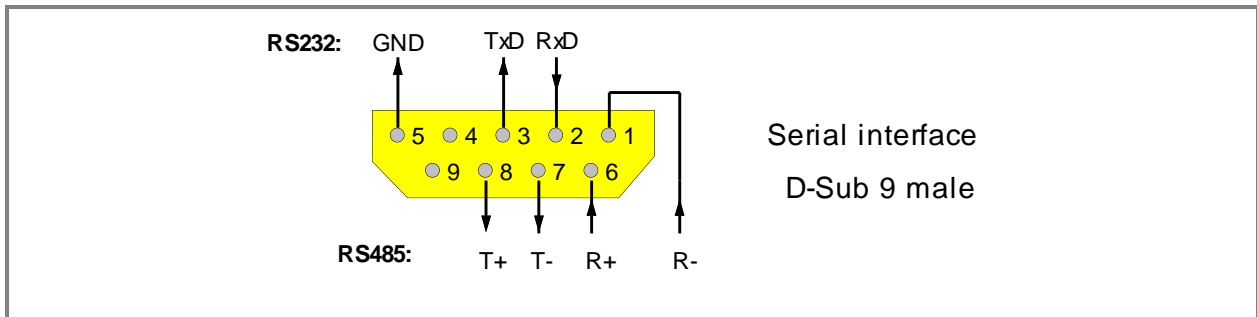 RS232: GND TxD RxD
5 4 3 2 1
9 8 7 6
RS485: T+ T- R+ R-
Serial interface
D-Sub 9 male